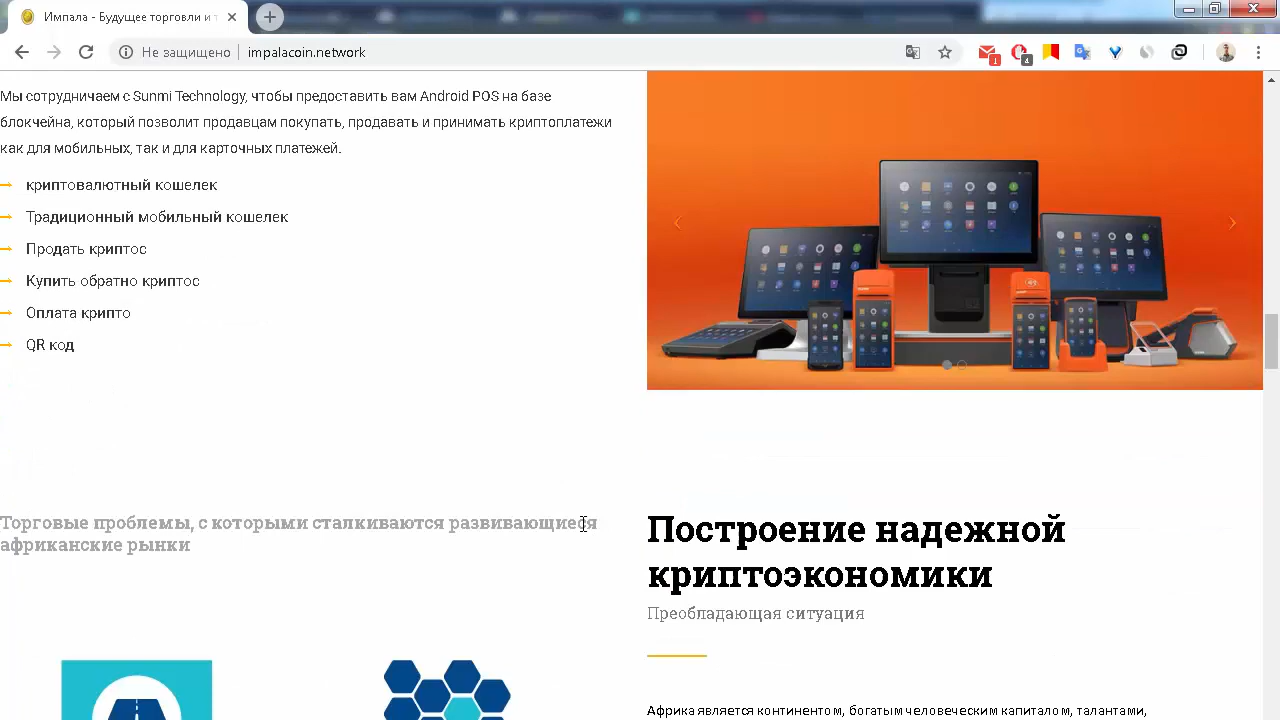 Импала - Будущее торговли и т
Не защищено
impalacoin.network
1
4
Мы сотрудничаем с Sunmi Technology, чтобы предоставить вам Android POS на базе
блокчейна, который позволит продавцам покупать, продавать и принимать криптоплатежи
как для мобильных, так и для карточных платежей.
криптовалютный кошелек
Традиционный мобильный кошелек
Продать криптос
Купить обратно криптос
Оплата крипто
QR код
Торговые проблемы, с которыми сталкиваются развивающиеся
африканские рынки
Построение надежной
криптоэкономики
Преобладающая ситуация
Африка является континентом, богатым человеческим капиталом, талантами,